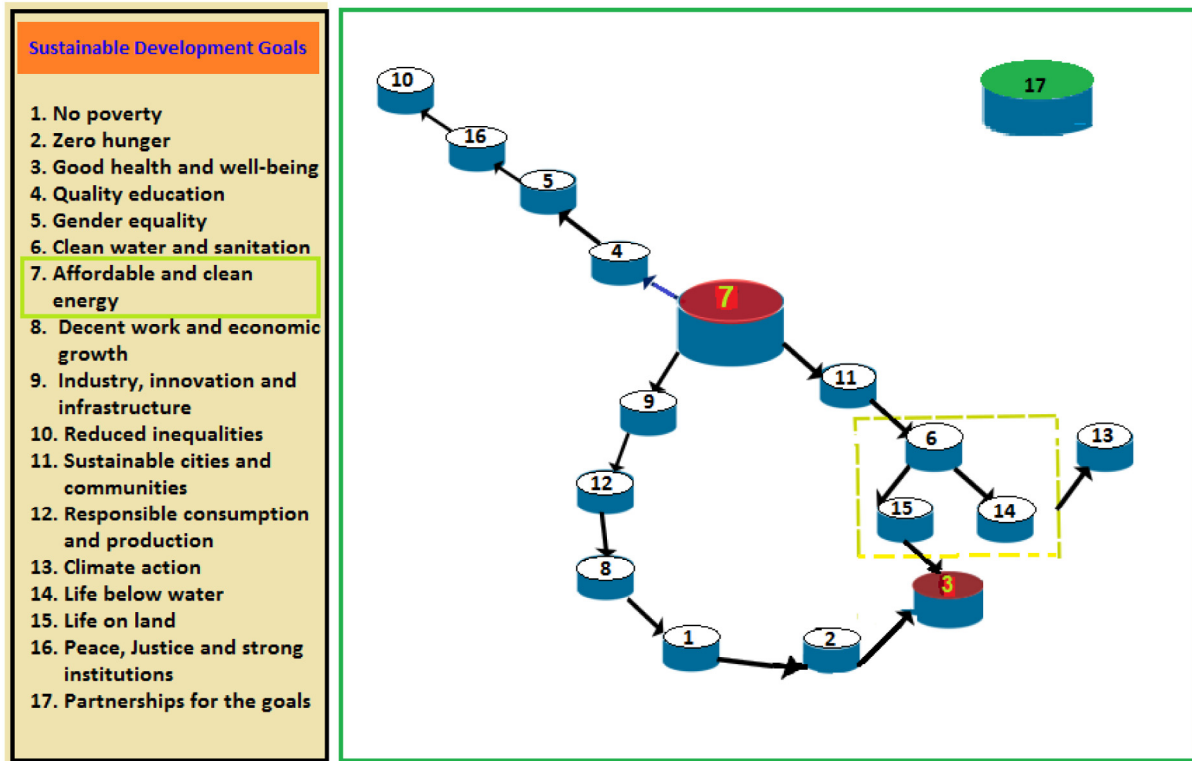 Sustainable Development Goals
1. No poverty
2. Zero hunger
3. Good health and well-being
4. Quality education
5. Gender equality
6. Clean water and sanitation
7. Affordable and clean
energy
8. Decent work and economic
growth
9. Industry, innovation and
infrastructure
10. Reduced inequalities
11. Sustainable cities and
communities
12. Responsible consumption
and production
13. Climate action
14. Life below water
15. Life on land
16. Peace, Justice and strong
institutions
17. Partnerships for the goals
10
17
16
5
4
7
11
9
6
13
12
15
14
8
3
1
2